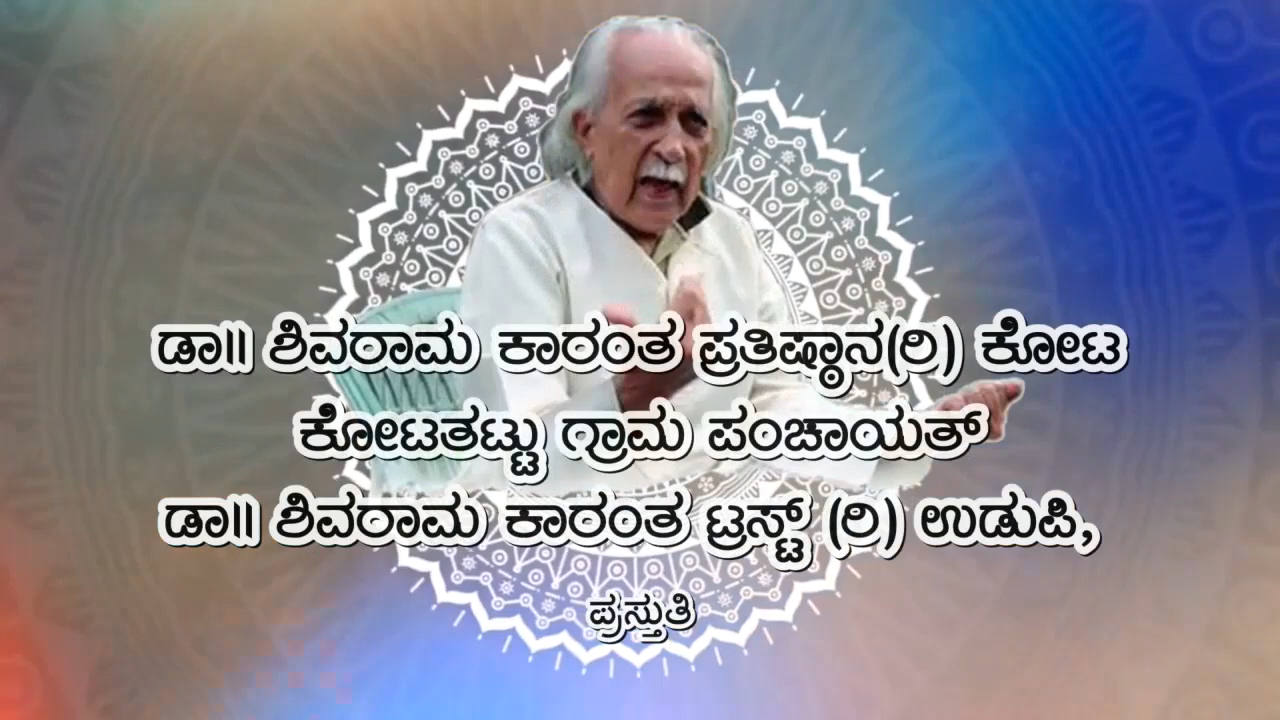 ಡಾ|| ಶಿವರಾಮ ಕಾರಂತ ಪ್ರತಿಷ್ಠಾನ(ರಿ) ಕೋಟ
ಕೋಟತಟ್ಟು ಗ್ರಾಮ ಪಂಚಾಯತ್
ಡಾ|| ಶಿವರಾಮ ಕಾರಂತ ಟ್ರಸ್ಟ್ (ರಿ) ಉಡುಪಿ,
ಪ್ರಸ್ತುತಿ